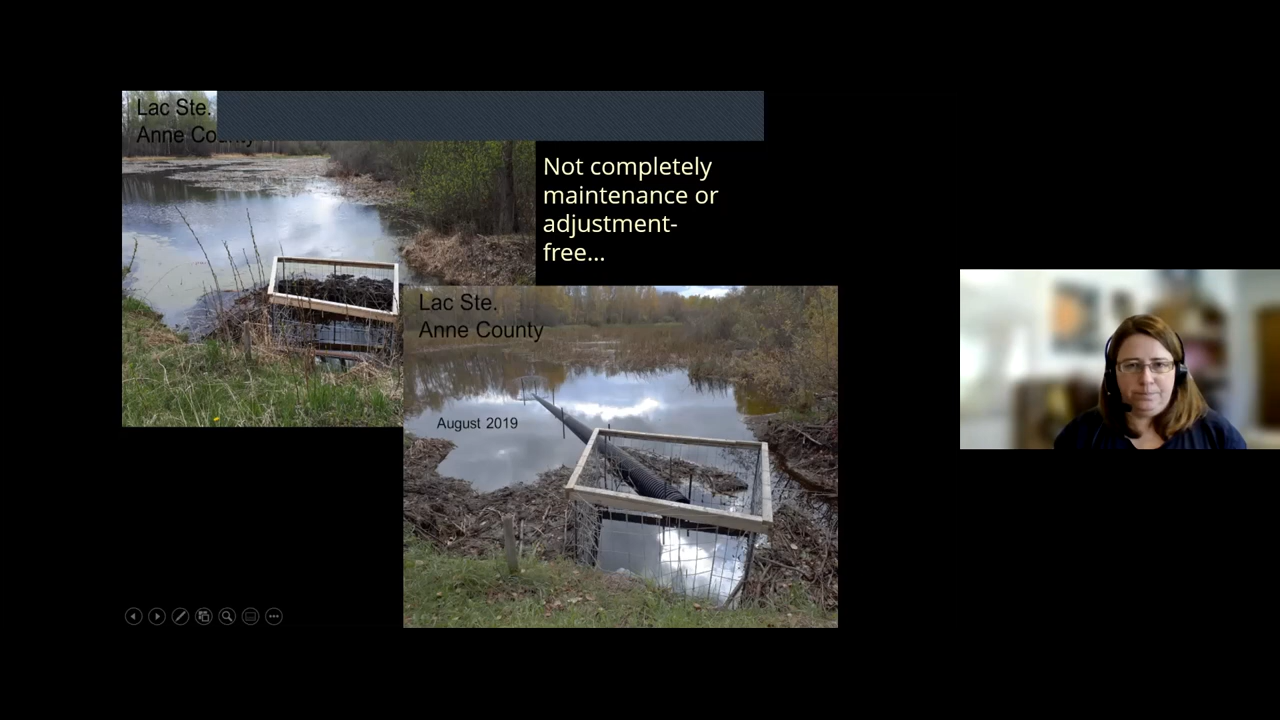 Lac Ste.
Anne County
Not completely
maintenance or
adjustment-
free...
Lac Ste.
Anne County
August 2019